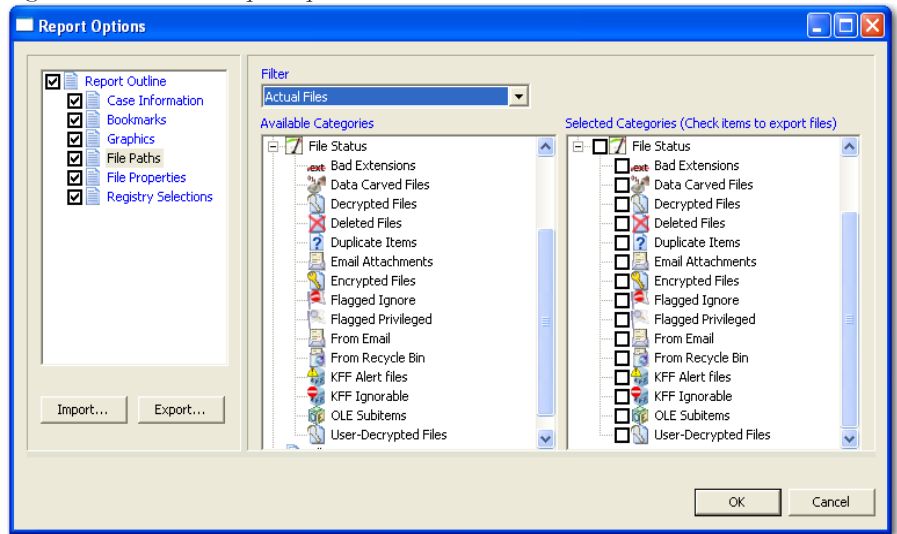 Report Options
Report Outline
Case Information
Bookmarks
Graphics
File Paths
File Properties
Registry Selections
Import...
Export...
Filter
Actual Files
Available Categories
File Status
Bad Extensions
Data Carved Files
Decrypted Files
Deleted Files
Duplicate Items
Email Attachments
Encrypted Files
Flagged Ignore
Flagged Privileged
From Email
From Recycle Bin
KFF Alert files
KFF Ignorable
OLE Subitems
User-Decrypted Files
Selected Categories (Check items to export files)
File Status
Bad Extensions
Data Carved Files
Decrypted Files
Deleted Files
Duplicate Items
Email Attachments
Encrypted Files
Flagged Ignore
Flagged Privileged
From Email
From Recycle Bin
KFF Alert files
KFF Ignorable
OLE Subitems
User-Decrypted Files
OK
Cancel